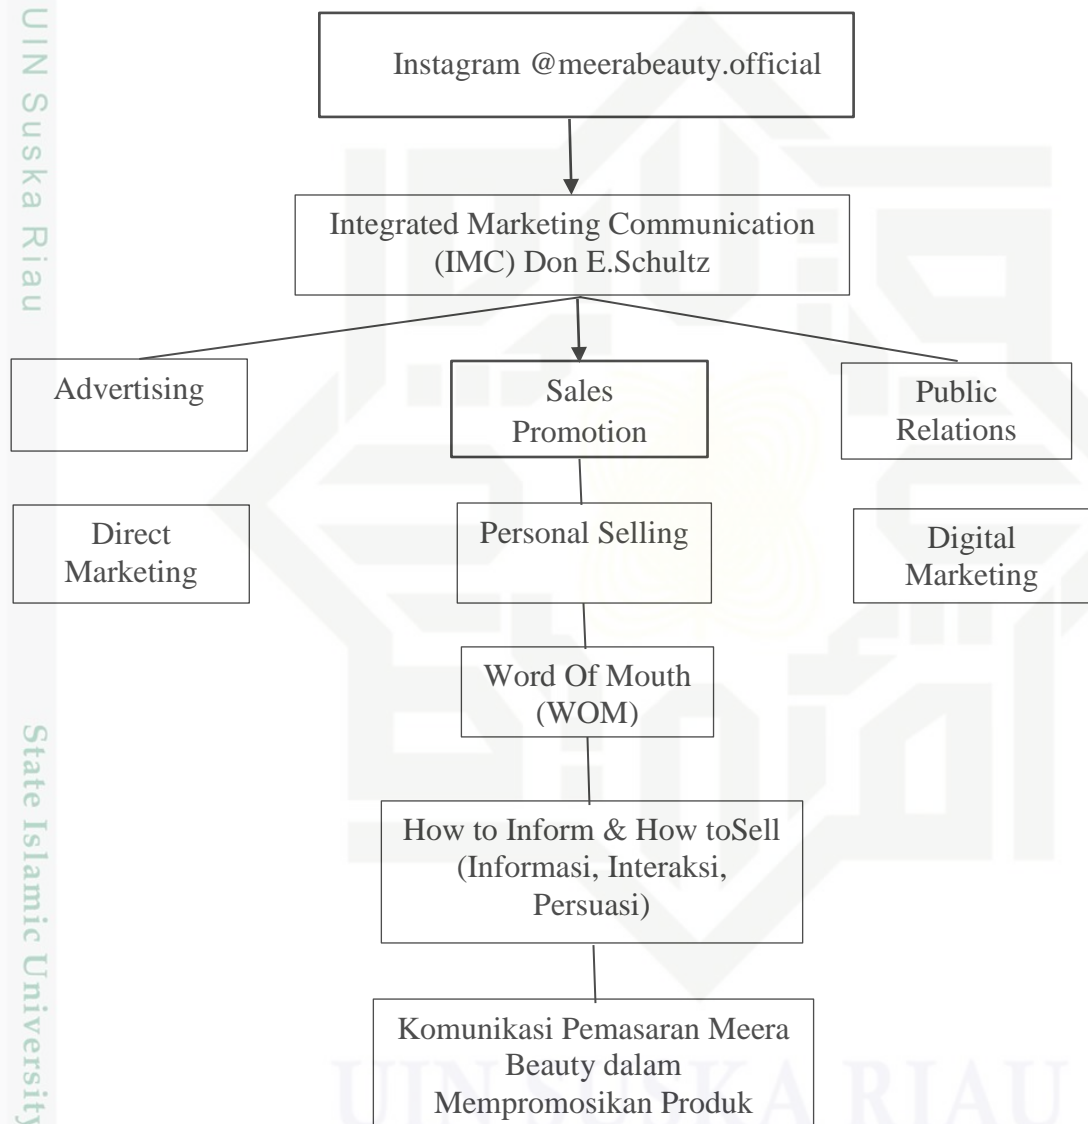 Instagram @meerabeauty.official
Integrated Marketing Communication
(IMC) Don E.Schultz
Advertising
Sales
Promotion
Public
Relations
Direct
Marketing
Personal Selling
Digital
Marketing
Word Of Mouth
(WOM)
How to Inform & How toSell
(Informasi, Interaksi,
Persuasi)
Komunikasi Pemasaran Meera
Beauty dalam
Mempromosikan Produk
UIN Suska Riau
State Islamic University
UIN SUSKA RIAU